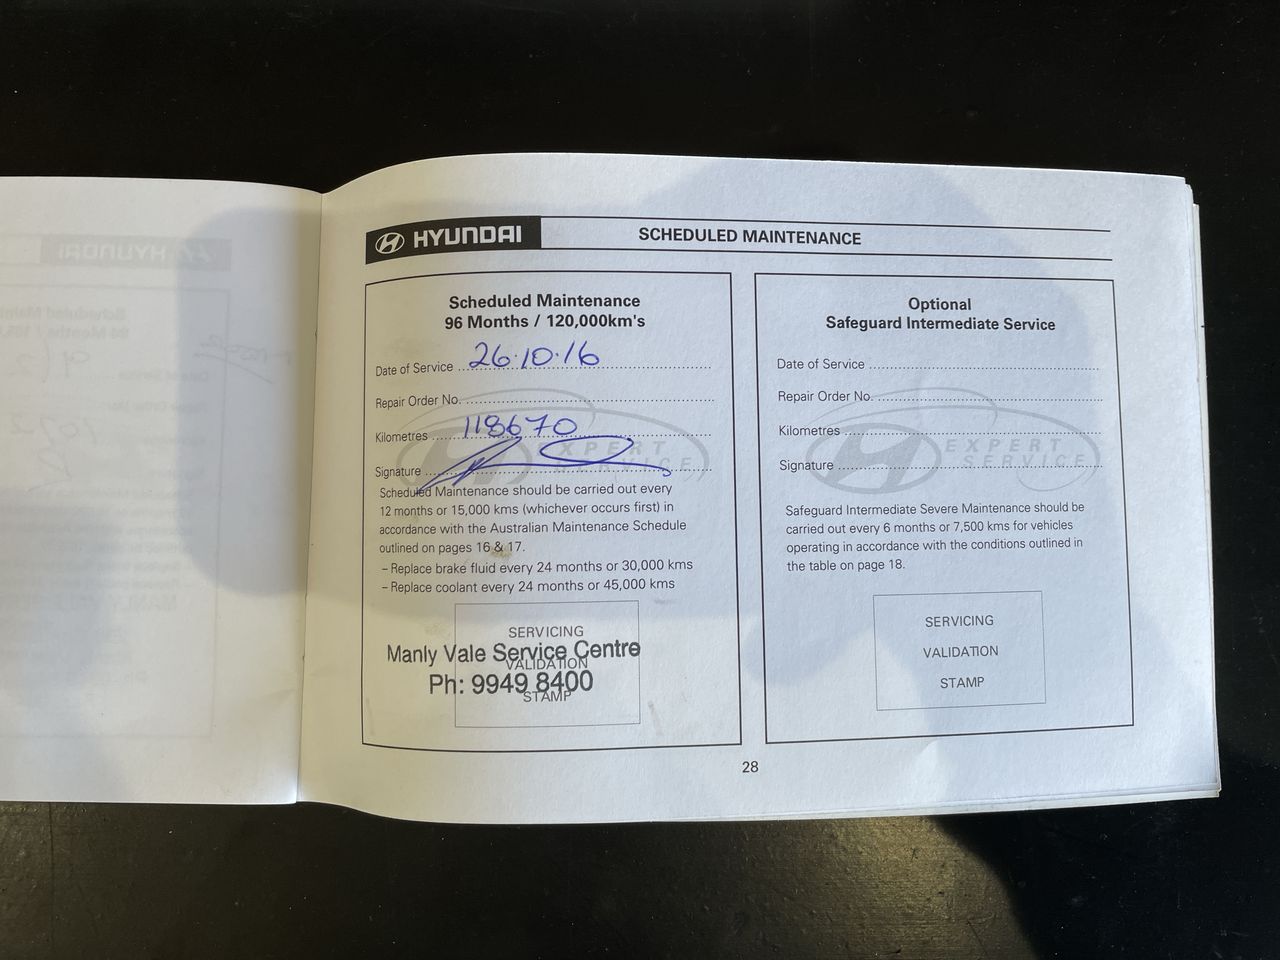 HYUNDAI
SCHEDULED MAINTENANCE
Scheduled Maintenance
96 Months / 120,000km's
Date of Service 26.10.16
Repair Order No.
Kilometres 118670
Signature
Scheduled Maintenance should be carried out every
12 months or 15,000 kms (whichever occurs first) in
accordance with the Australian Maintenance Schedule
outlined on pages 16 & 17.
– Replace brake fluid every 24 months or 30,000 kms
– Replace coolant every 24 months or 45,000 kms
EXPERT
SERVICE
SERVICING
VALIDATION
STAMP
Manly Vale Service Centre
Ph: 9949 8400
Optional
Safeguard Intermediate Service
Date of Service
Repair Order No.
Kilometres
Signature
EXPERT
SERVICE
Safeguard Intermediate Severe Maintenance should be
carried out every 6 months or 7,500 kms for vehicles
operating in accordance with the conditions outlined in
the table on page 18.
SERVICING
VALIDATION
STAMP
28